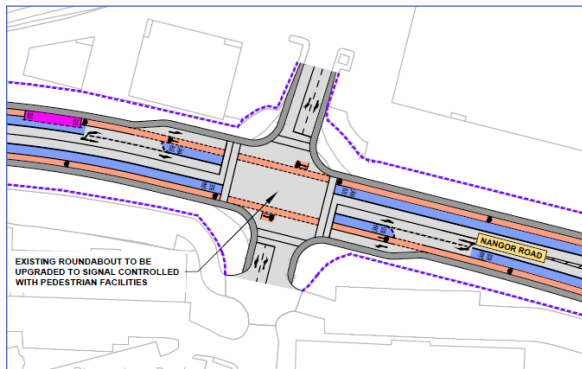 NANGOR ROAD
EXISTING ROUNDABOUT TO BE
UPGRADED TO SIGNAL CONTROLLED
WITH PEDESTRIAN FACILITIES